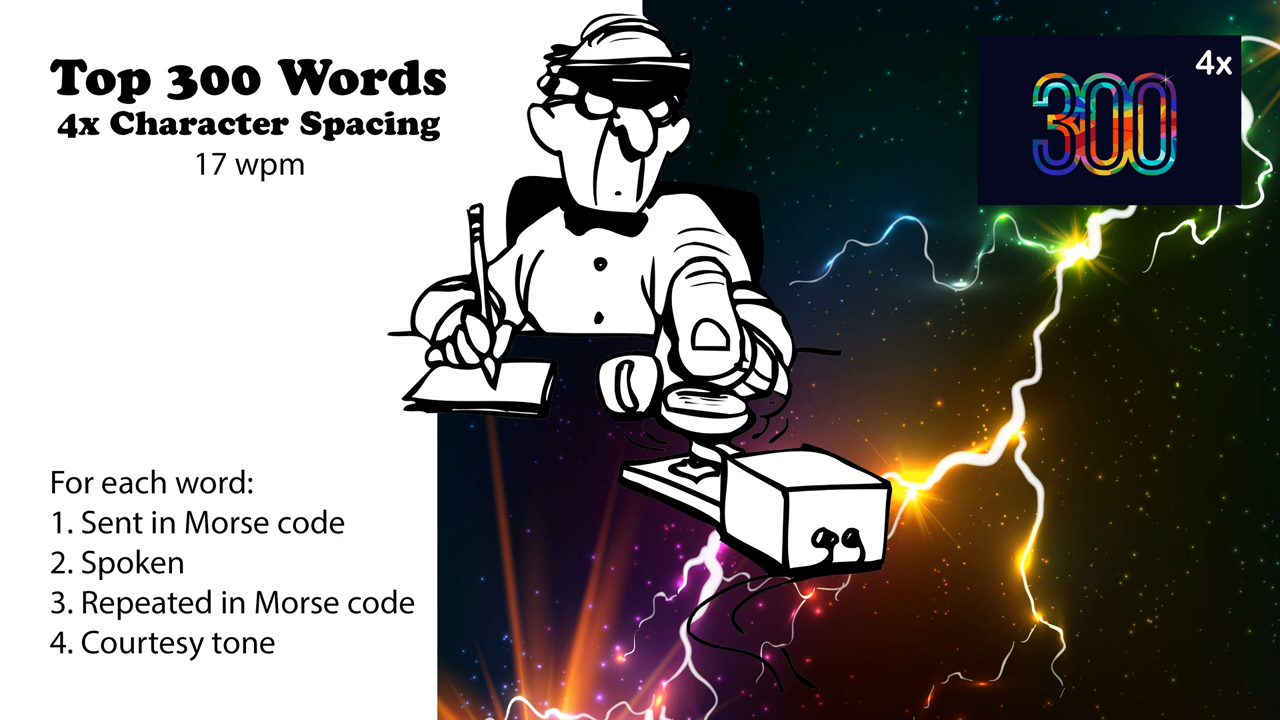 Top 300 Words
4x Character Spacing
17 wpm
4x
300
For each word:
1. Sent in Morse code
2. Spoken
3. Repeated in Morse code
4. Courtesy tone